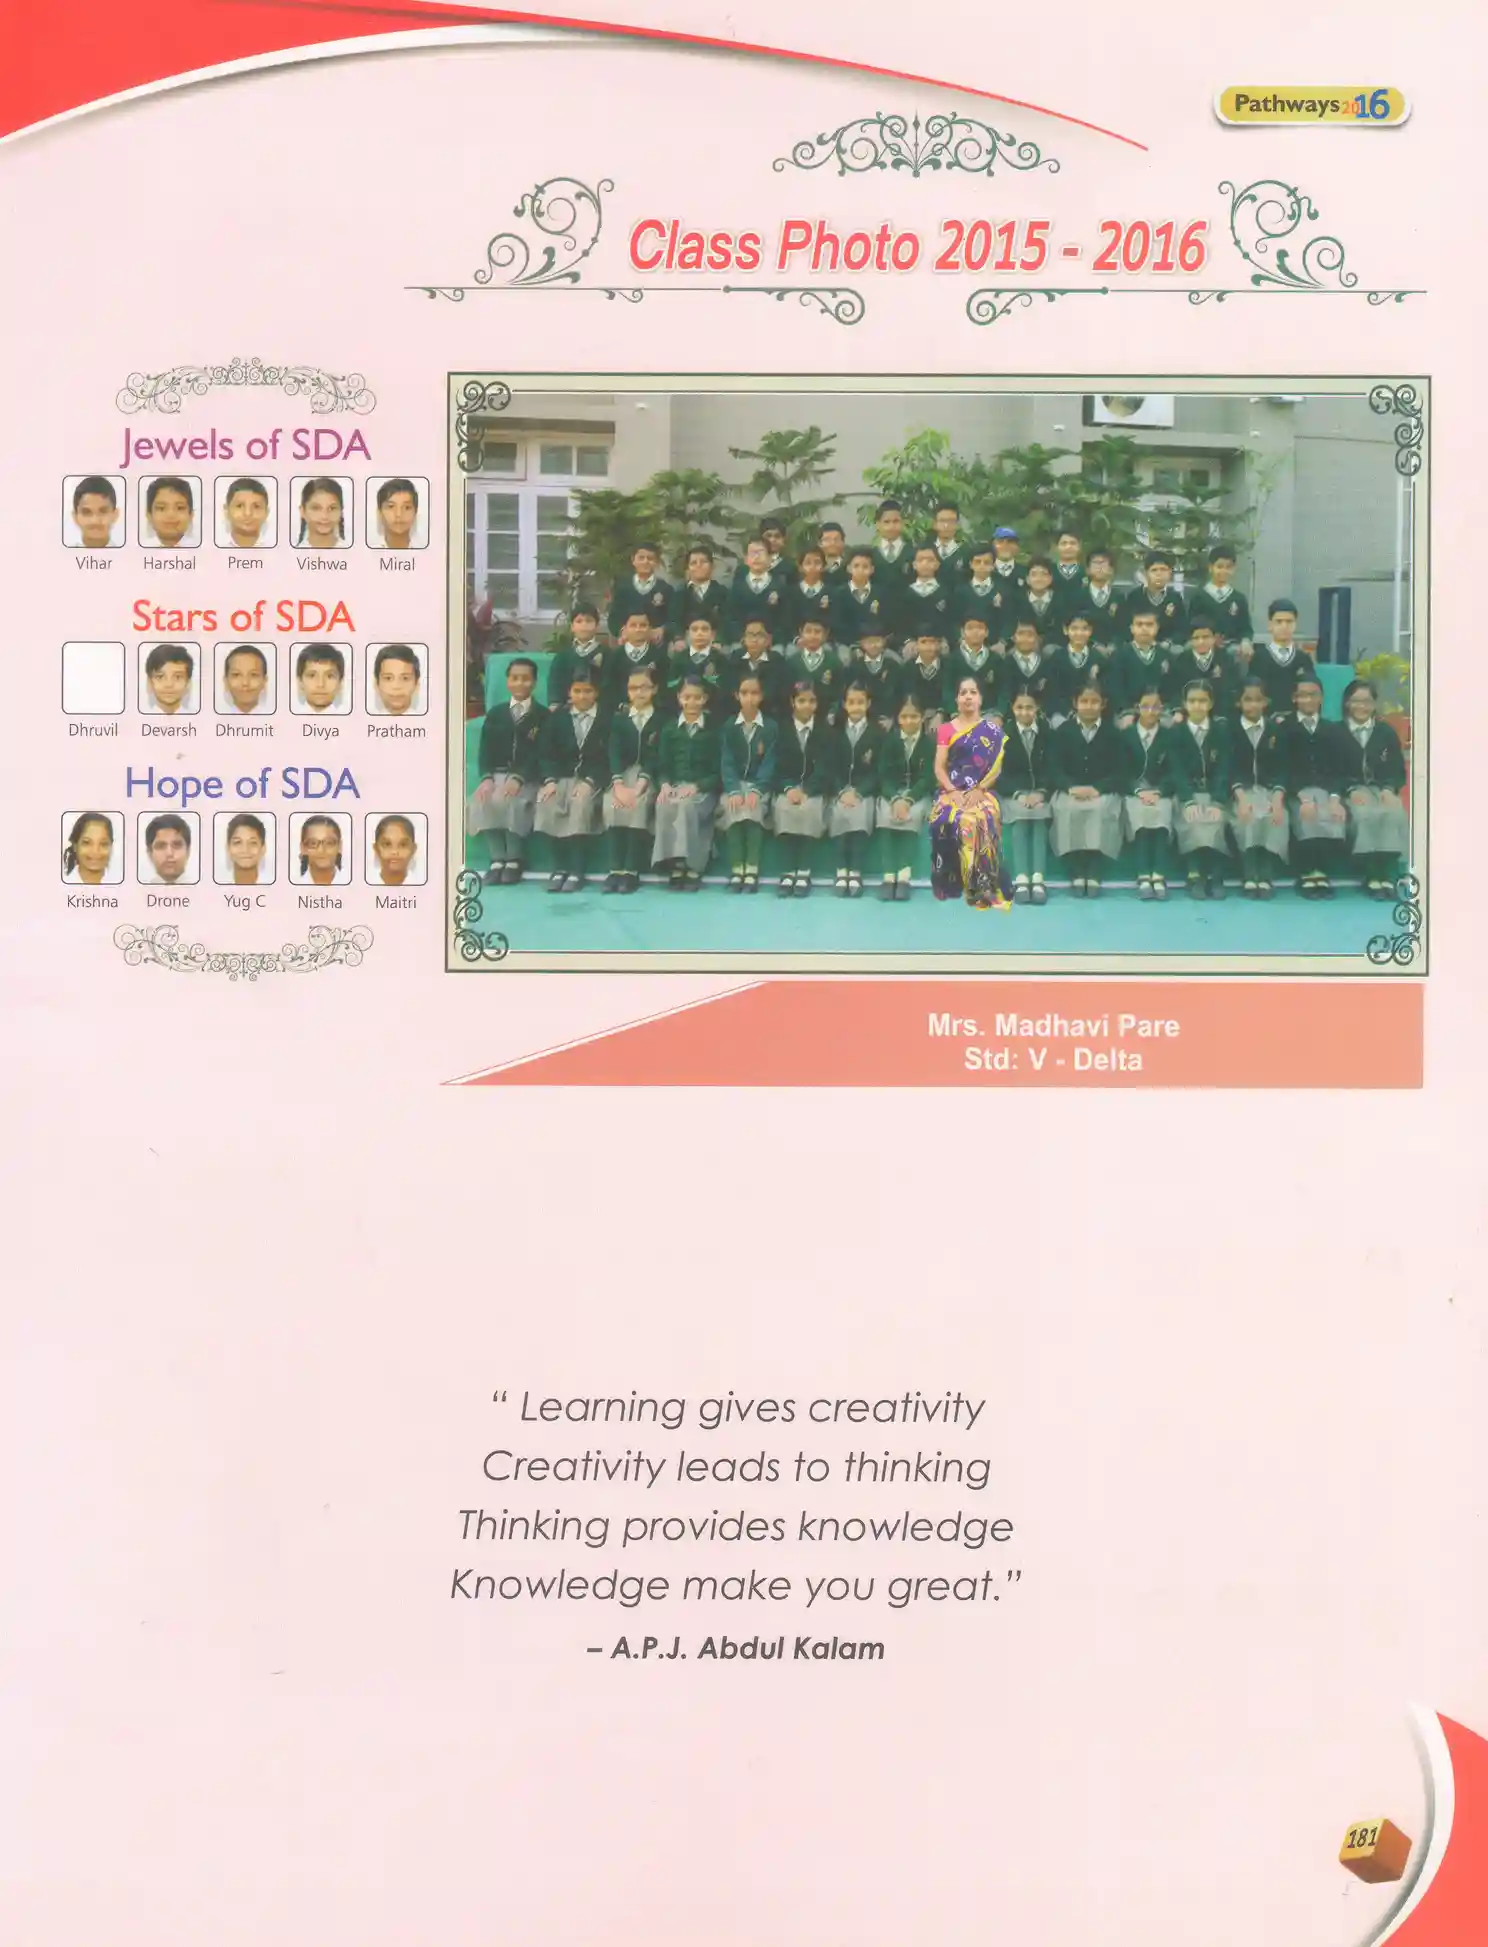 Pathways2016
Class Photo 2015 - 2016
Jewels of SDA
Vihar Harshal Prem Vishwa Miral
Stars of SDA
Dhruvil Devarsh Dhrumit Divya Pratham
Hope of SDA
Krishna Drone Yug C Nistha Maitri
Mrs. Madhavi Pare
Std: V - Delta
“ Learning gives creativity
Creativity leads to thinking
Thinking provides knowledge
Knowledge make you great.”
– A.P.J. Abdul Kalam
181